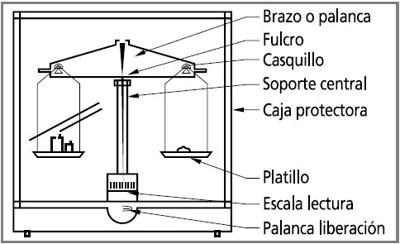 Brazo o palanca
Fulcro
Casquillo
Soporte central
Caja protectora
Platillo
Escala lectura
Palanca liberación